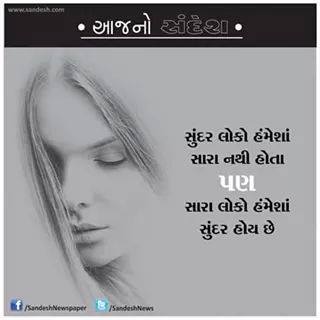 www.sandesh.com
• આજનો સંદેશ •
સુંદર લોકો હંમેશાં
સારા નથી હોતા
પણ
સારા લોકો હંમેશાં
સુંદર હોય છે
/SandeshNewspaper /SandeshNews